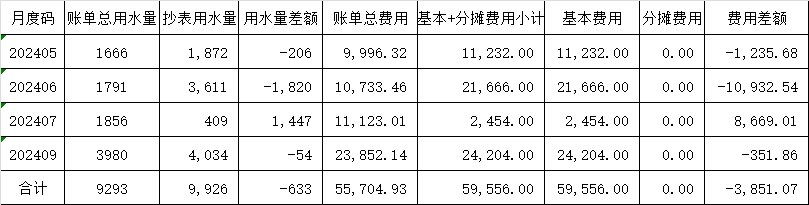 月度码 账单总用水量 抄表用水量 用水量差额 账单总费用 基本+分摊费用小计 基本费用 分摊费用 费用差额
202405 1666 1,872 -206 9,996.32 11,232.00 11,232.00 0.00 -1,235.68
202406 1791 3,611 -1,820 10,733.46 21,666.00 21,666.00 0.00 -10,932.54
202407 1856 409 1,447 11,123.01 2,454.00 2,454.00 0.00 8,669.01
202409 3980 4,034 -54 23,852.14 24,204.00 24,204.00 0.00 -351.86
合计 9293 9,926 -633 55,704.93 59,556.00 59,556.00 0.00 -3,851.07